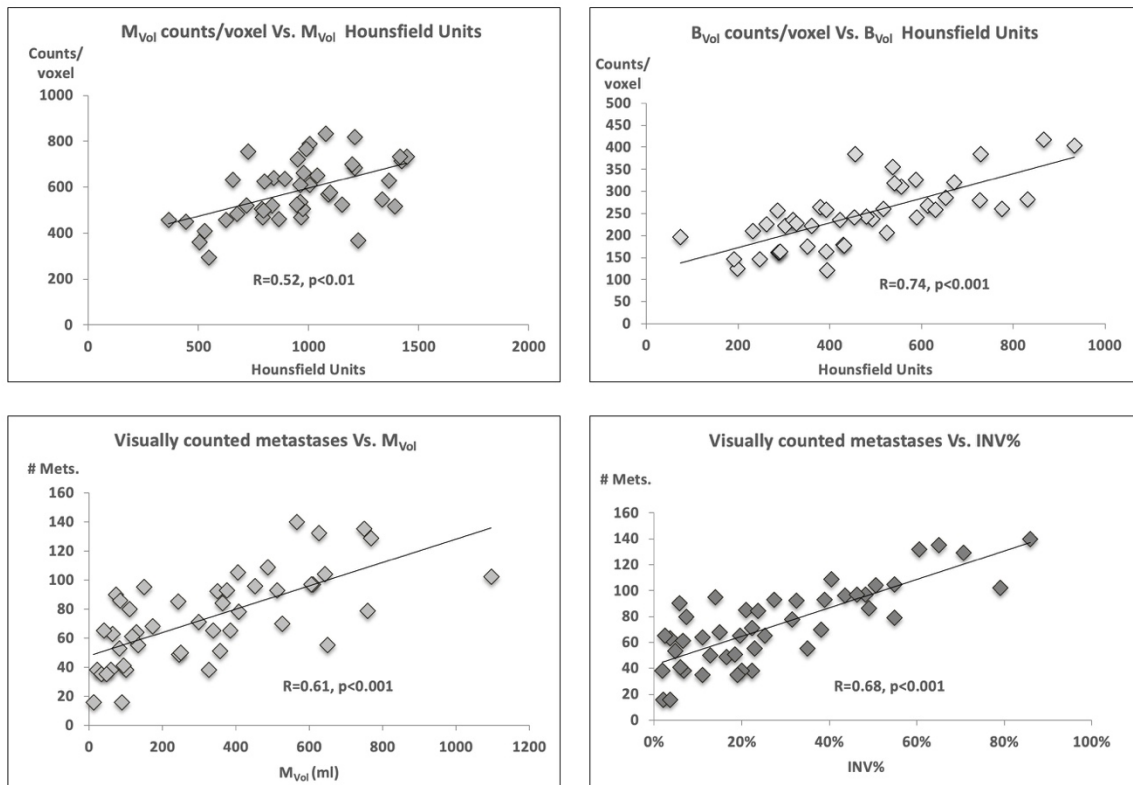 M_Vol counts/voxel Vs. M_Vol Hounsfield Units
Counts/
voxel
1000
800
600
400
200
0
0 500 1000 1500 2000
R=0.52, p<0.01
Hounsfield Units
B_Vol counts/voxel Vs. B_Vol Hounsfield Units
Counts/
voxel
500
450
400
350
300
250
200
150
100
50
0
0 200 400 600 800 1000
R=0.74, p<0.001
Hounsfield Units
Visually counted metastases Vs. M_Vol
# Mets.
160
140
120
100
80
60
40
20
0
0 200 400 600 800 1000 1200
R=0.61, p<0.001
M_Vol (ml)
Visually counted metastases Vs. INV%
# Mets.
160
140
120
100
80
60
40
20
0
0% 20% 40% 60% 80% 100%
R=0.68, p<0.001
INV%